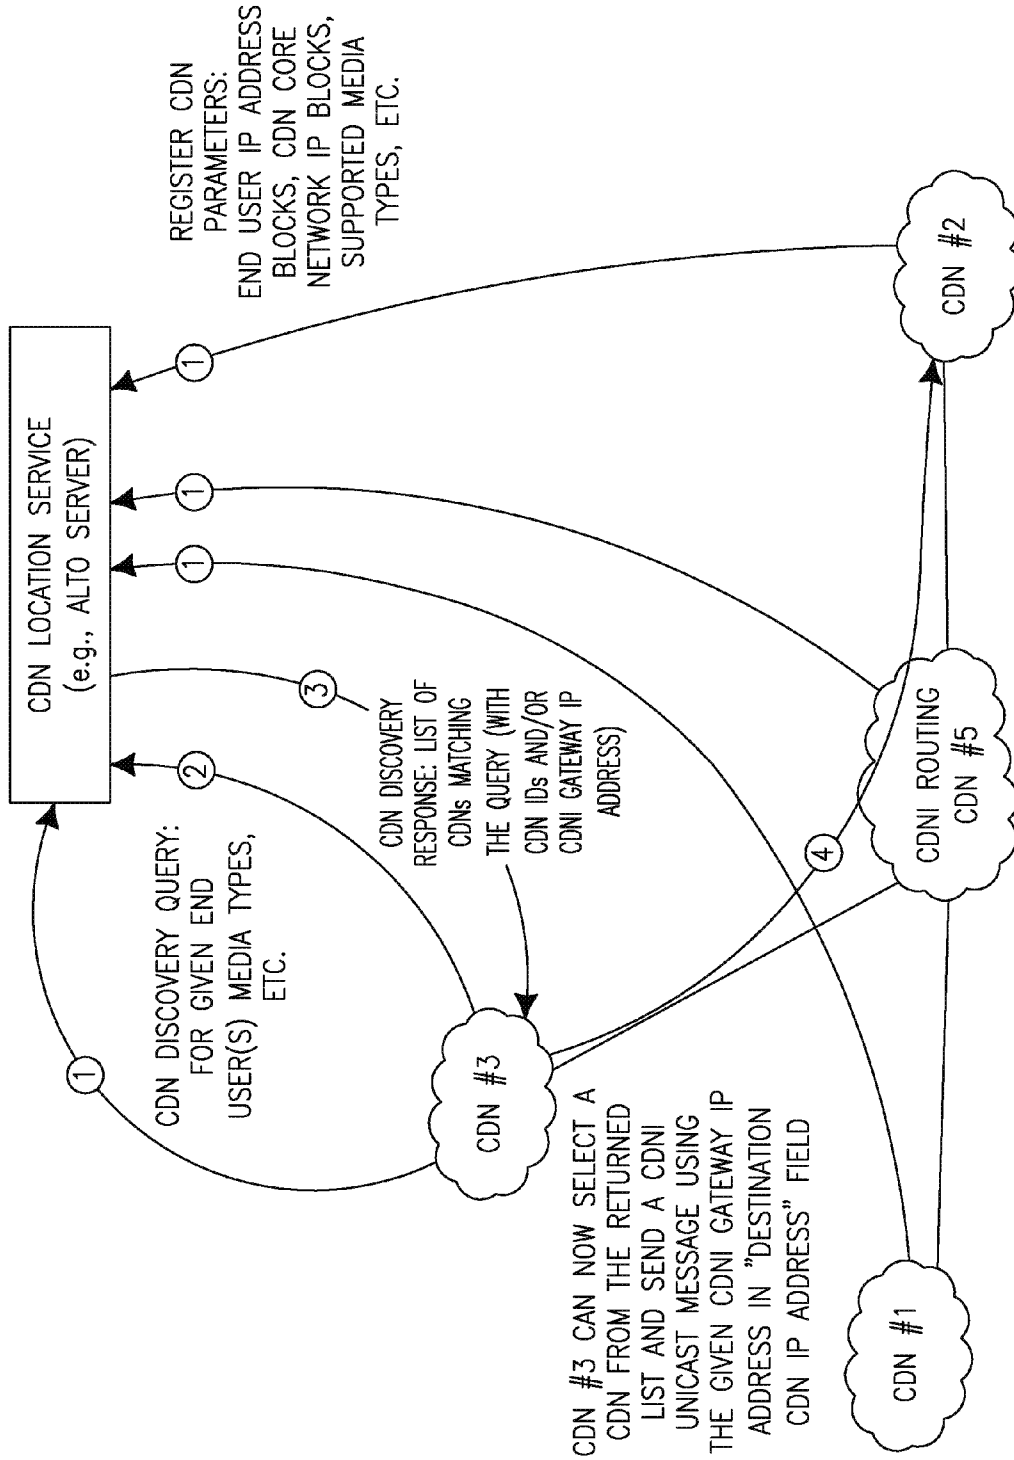 CDN LOCATION SERVICE
(e.g., ALTO SERVER)
REGISTER CDN
PARAMETERS:
END USER IP ADDRESS
BLOCKS, CDN CORE
NETWORK IP BLOCKS,
SUPPORTED MEDIA
TYPES, ETC.
1
1
1
1
2
3
CDN DISCOVERY QUERY:
FOR GIVEN END
USER(S) MEDIA TYPES,
ETC.
CDN DISCOVERY
RESPONSE: LIST OF
CDNs MATCHING
THE QUERY (WITH
CDN IDs AND/OR
CDNI GATEWAY IP
ADDRESS)
CDN #3
4
CDN #3 CAN NOW SELECT A
CDN FROM THE RETURNED
LIST AND SEND A CDNI
UNICAST MESSAGE USING
THE GIVEN CDNI GATEWAY IP
ADDRESS IN "DESTINATION
CDN IP ADDRESS" FIELD
CDN #1
CDNI ROUTING
CDN #5
CDN #2